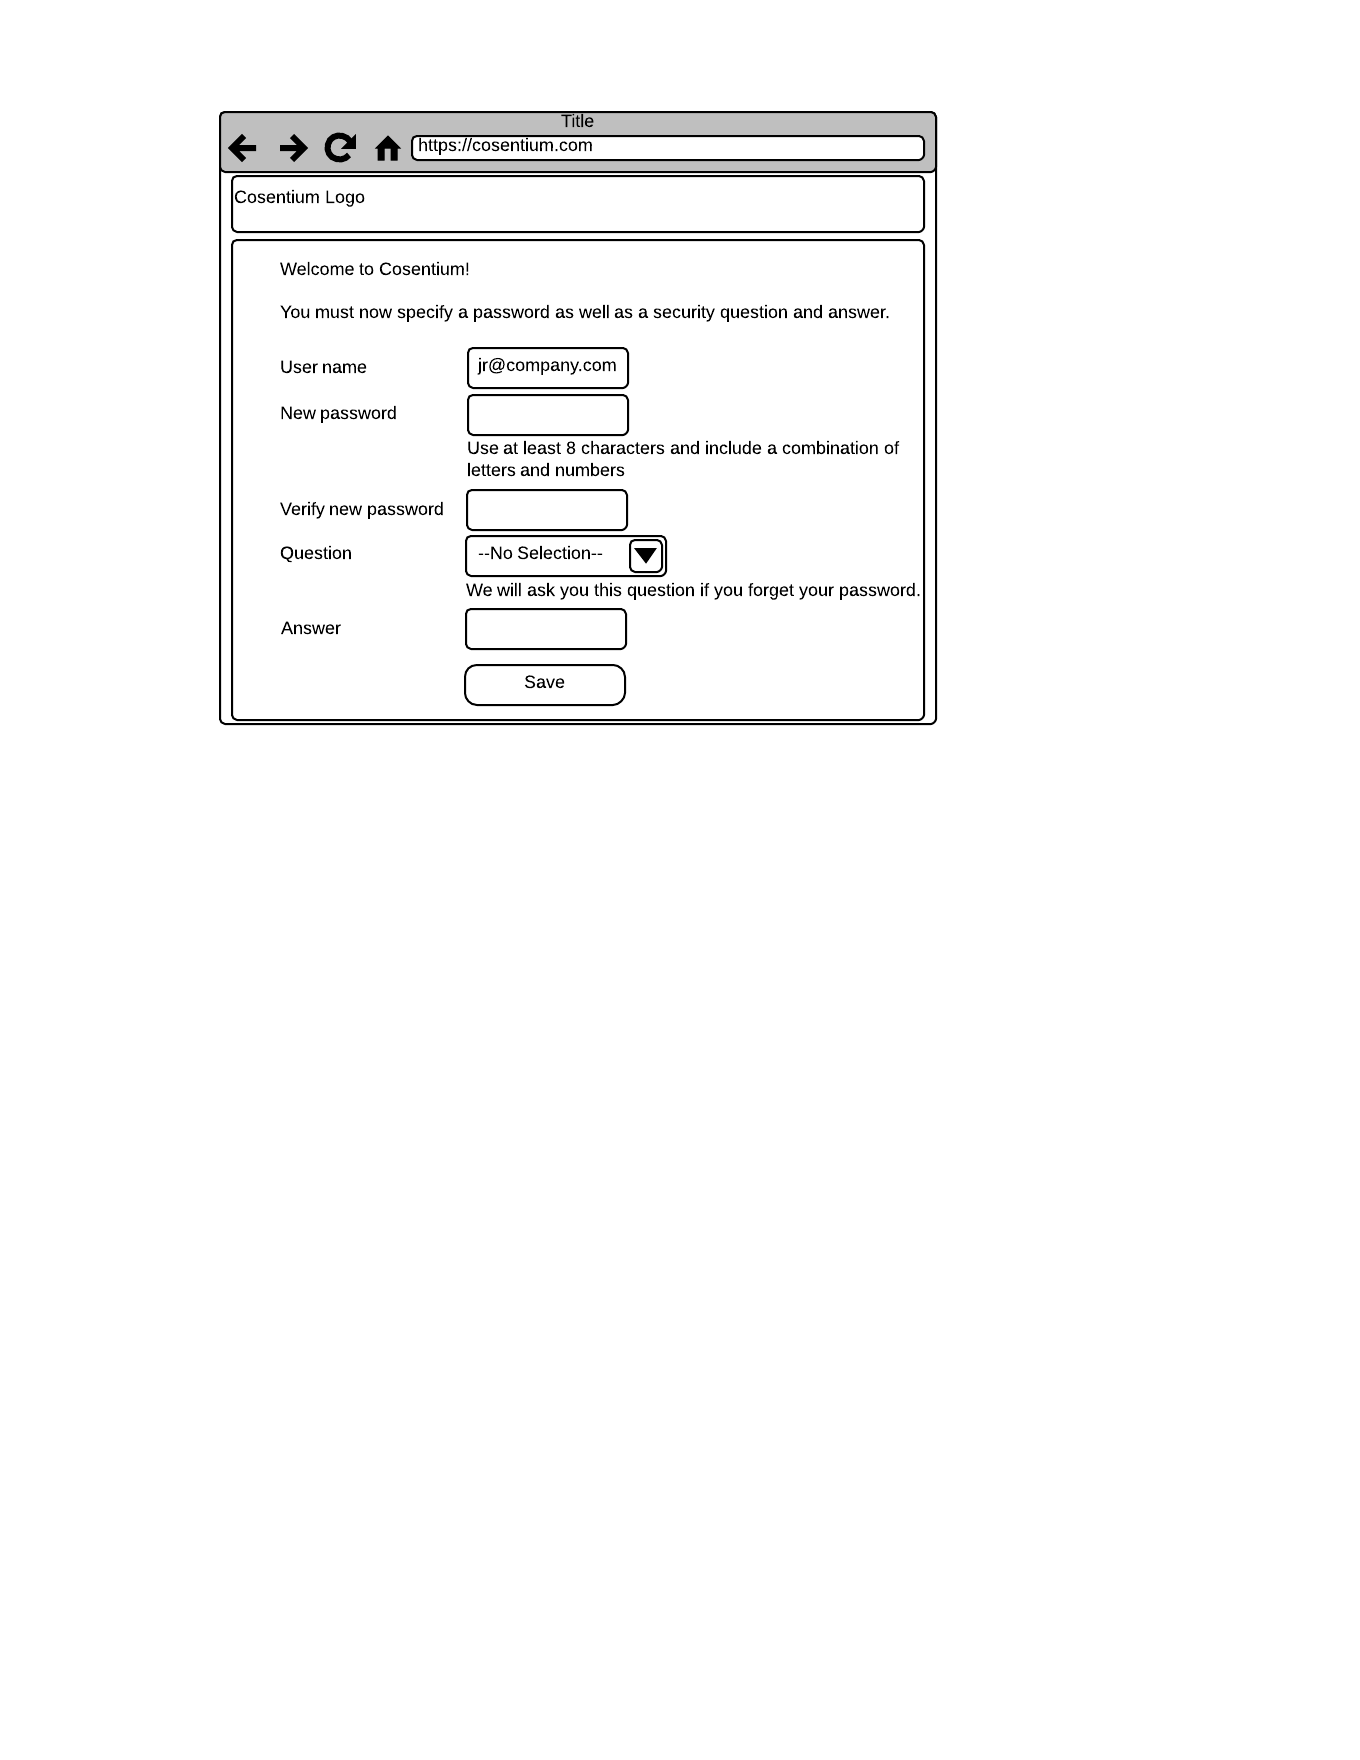 Title
https://cosentium.com
Cosentium Logo
Welcome to Cosentium!
You must now specify a password as well as a security question and answer.
User name
jr@company.com
New password
Use at least 8 characters and include a combination of
letters and numbers
Verify new password
Question
--No Selection--
We will ask you this question if you forget your password.
Answer
Save